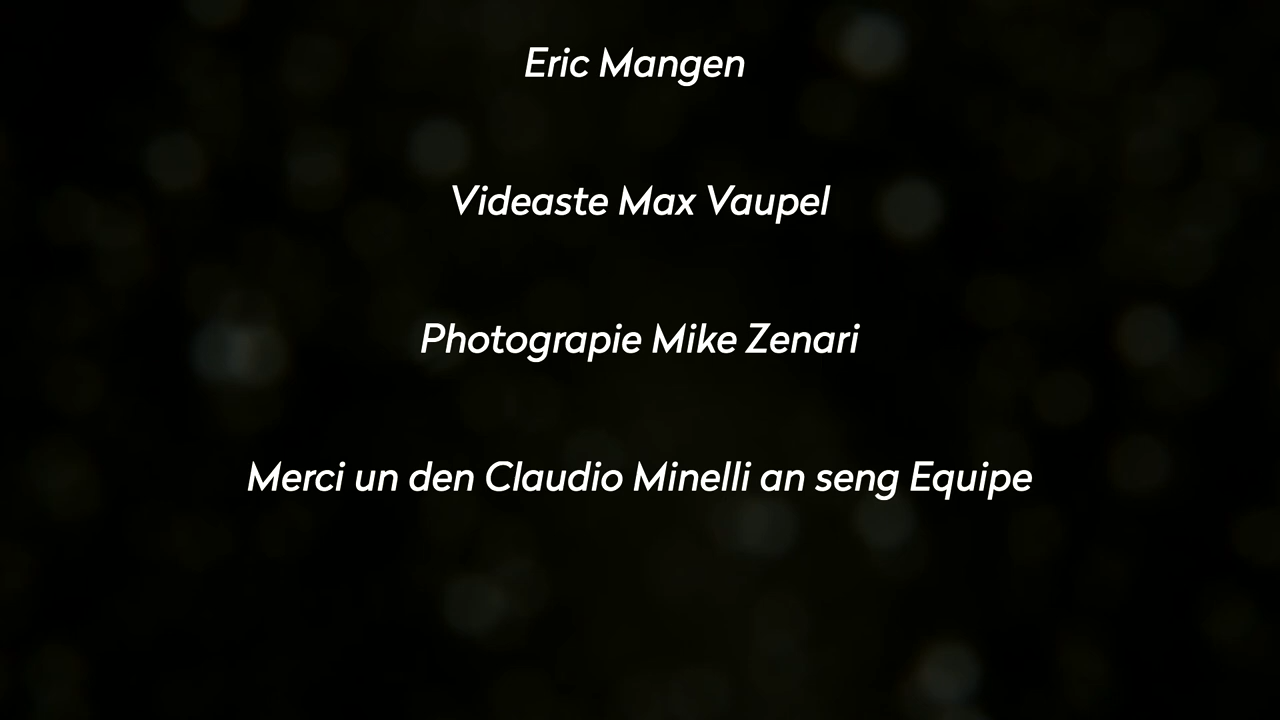 Eric Mangen
Videaste Max Vaupel
Photograpie Mike Zenari
Merci un den Claudio Minelli an seng Equipe